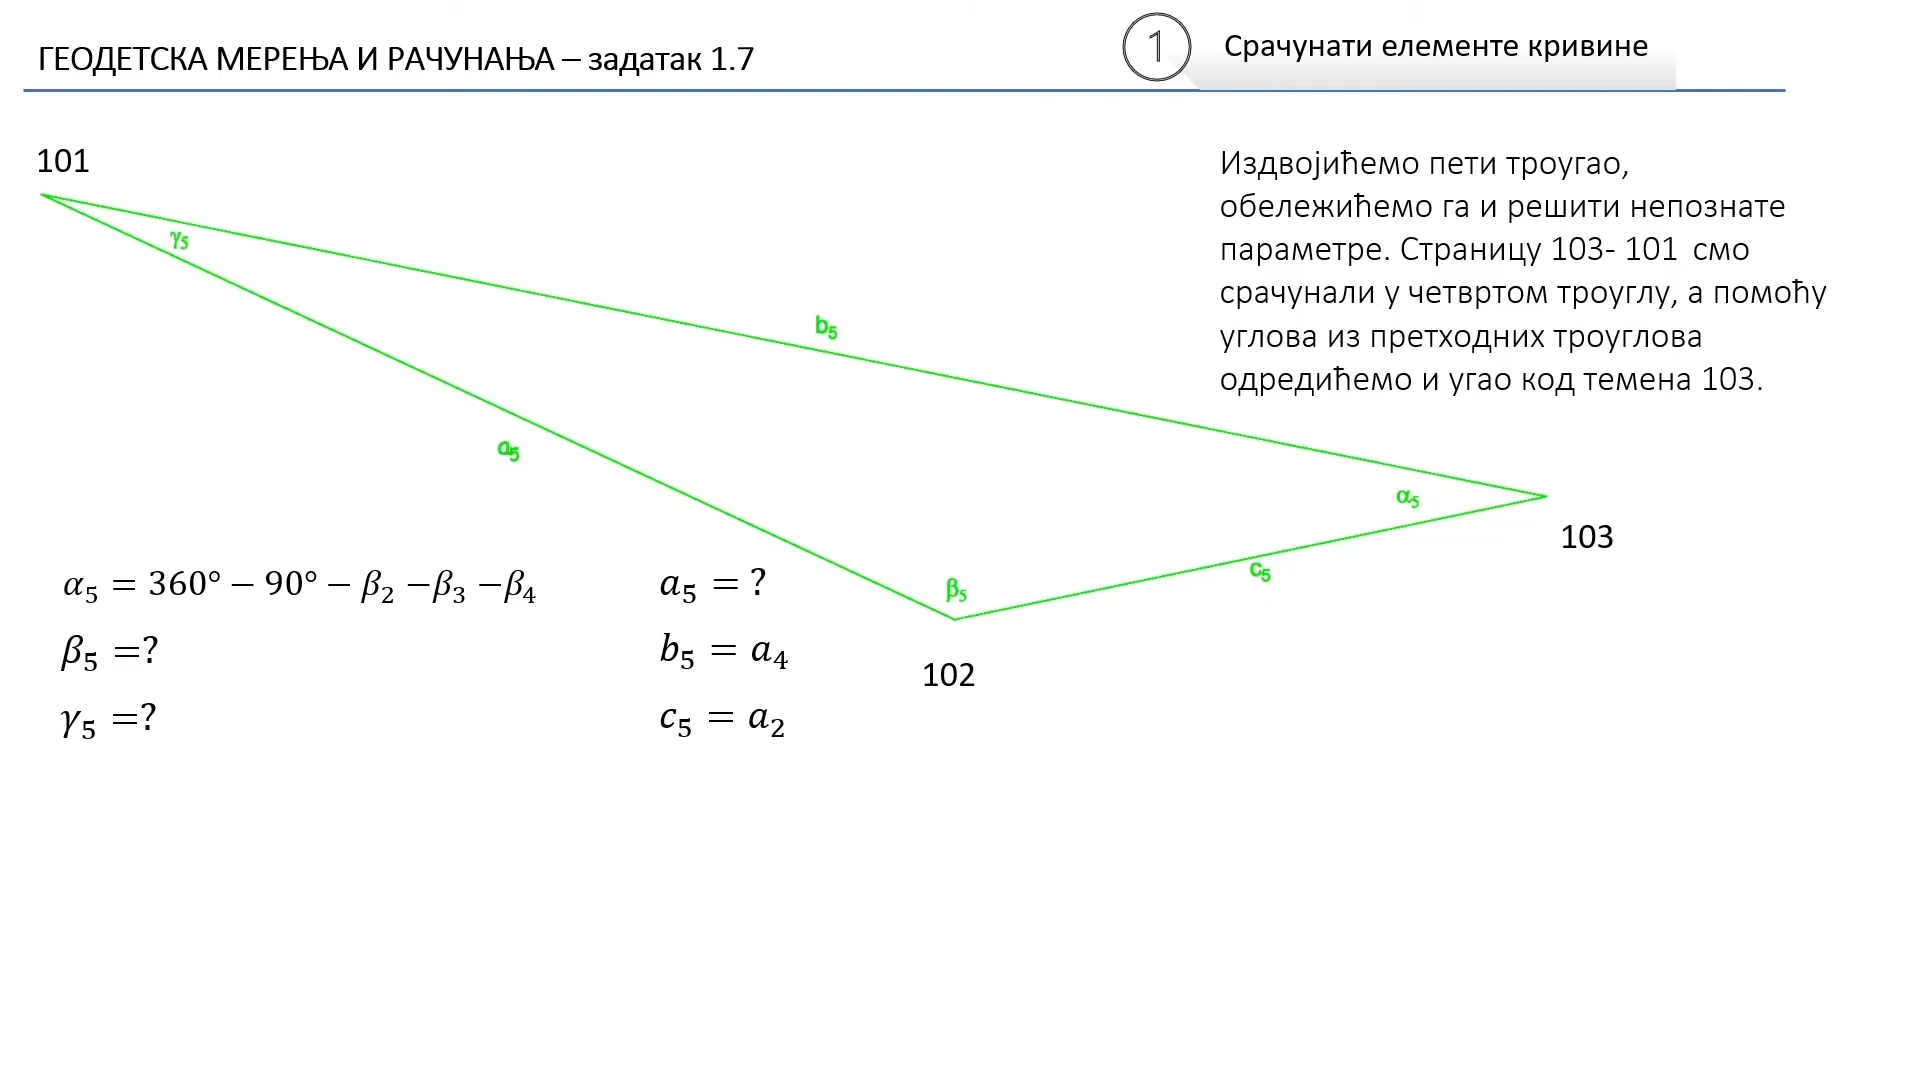 ГЕОДЕТСКА МЕРЕЊА И РАЧУНАЊА – задатак 1.7
1
Срачунати елементе кривине
101
Издвојићемо пети троугао,
обележићемо га и решити непознате
параметре. Страницу 103- 101 смо
срачунали у четвртом троуглу, а помоћу
углова из претходних троуглова
одредићемо и угао код темена 103.
γ₅
b₅
a₅
α₅
103
c₅
β₅
102
α₅ = 360° − 90° − β₂ −β₃ −β₄
β₅ =?
γ₅ =?
a₅ = ?
b₅ = a₄
c₅ = a₂